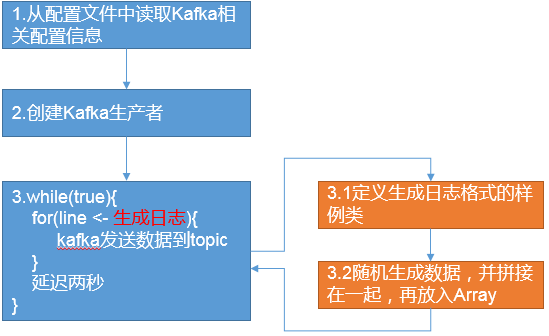 1.从配置文件中读取Kafka相
关配置信息
2.创建Kafka生产者
3.while(true){
for(line <- 生成日志){
kafka发送数据到topic
}
延迟两秒
}
3.1定义生成日志格式的样
例类
3.2随机生成数据，并拼接
在一起，再放入Array